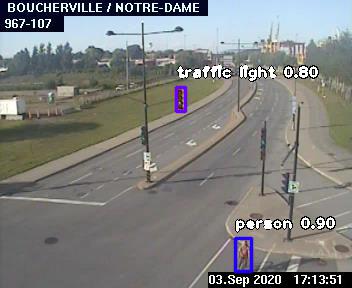 BOUCHERVILLE / NOTRE-DAME
967-107
traffic light 0.80
person 0.90
03.Sep 2020 17:13:51